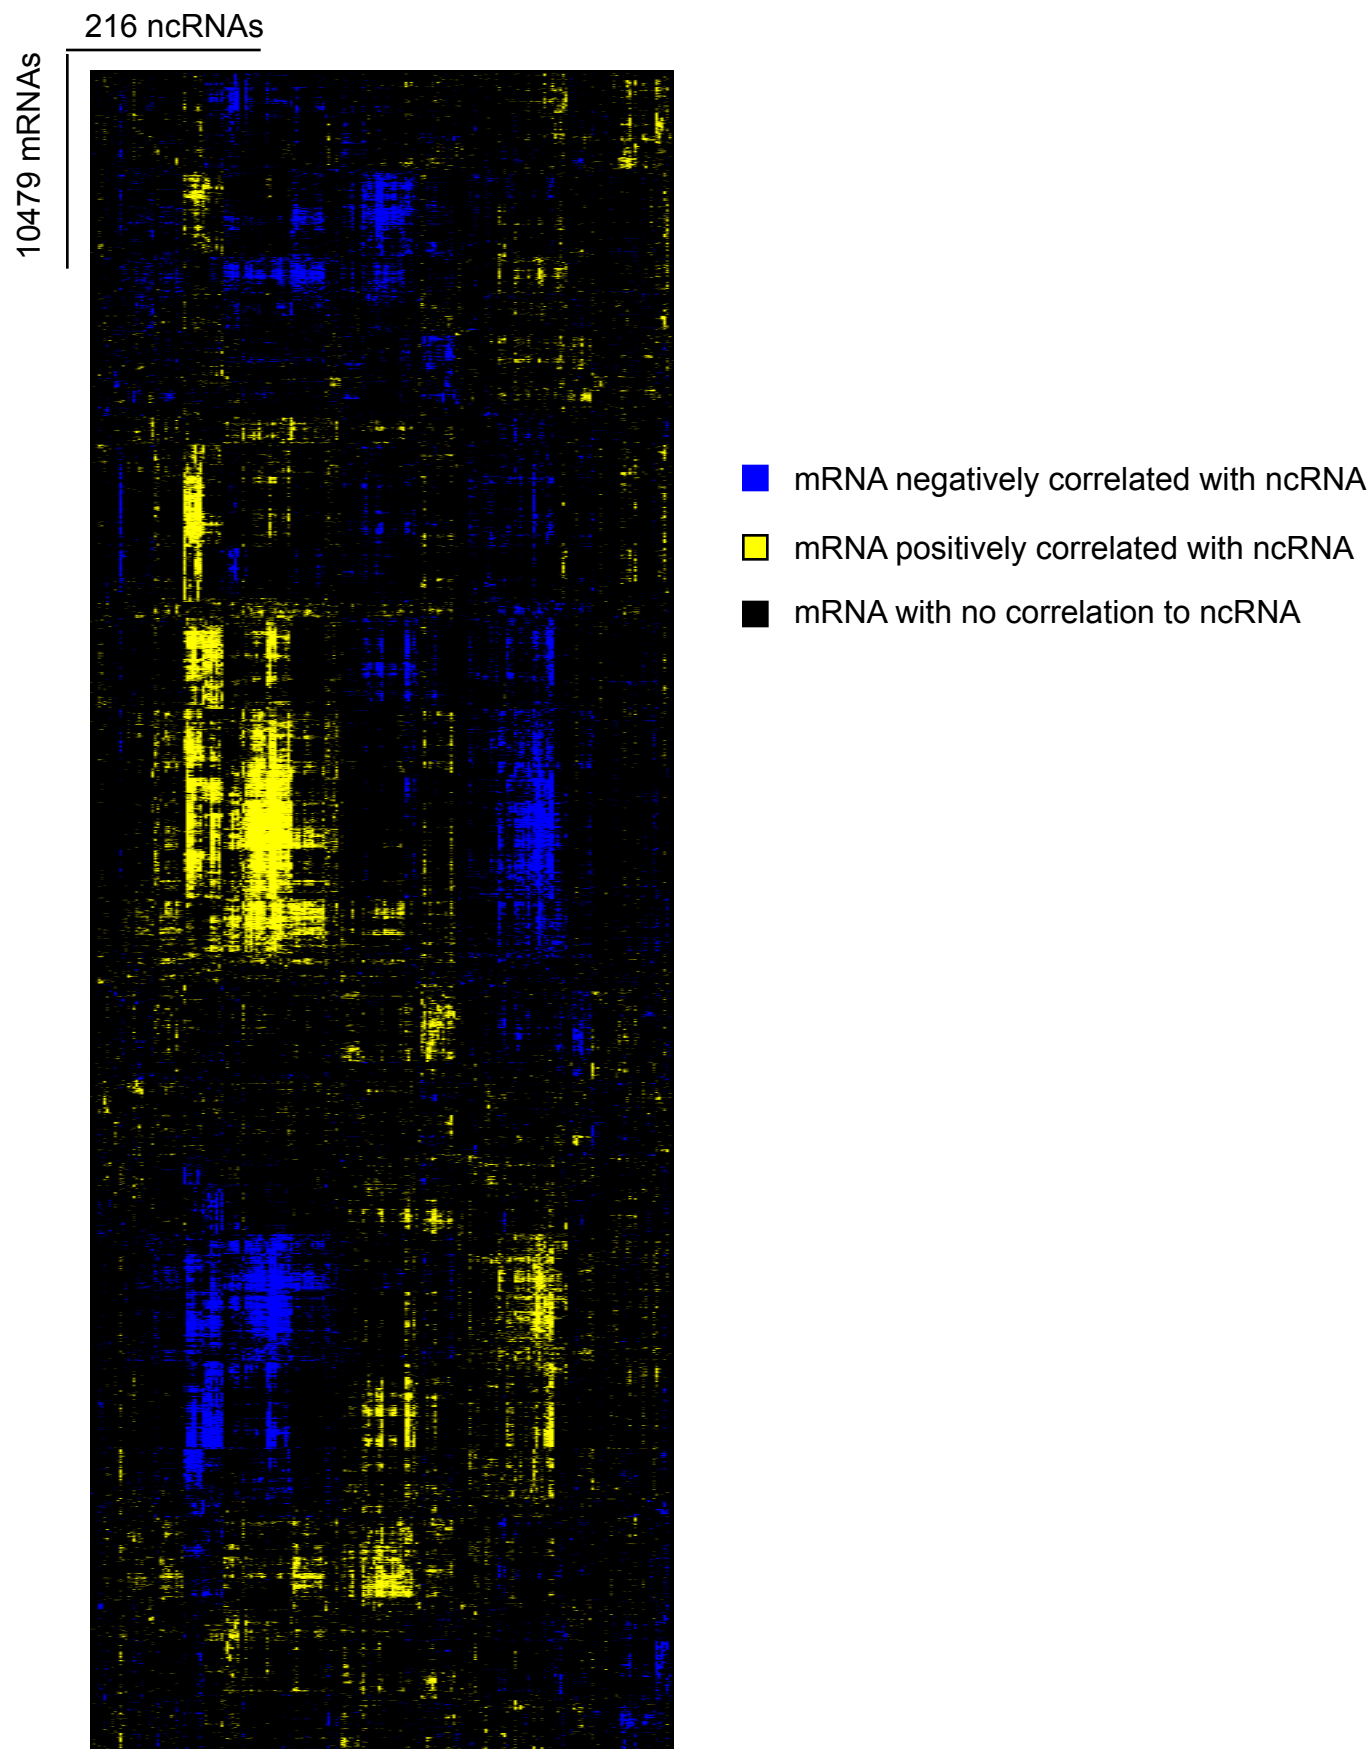 216 ncRNAs
10479 mRNAs
mRNA negatively correlated with ncRNA
mRNA positively correlated with ncRNA
mRNA with no correlation to ncRNA